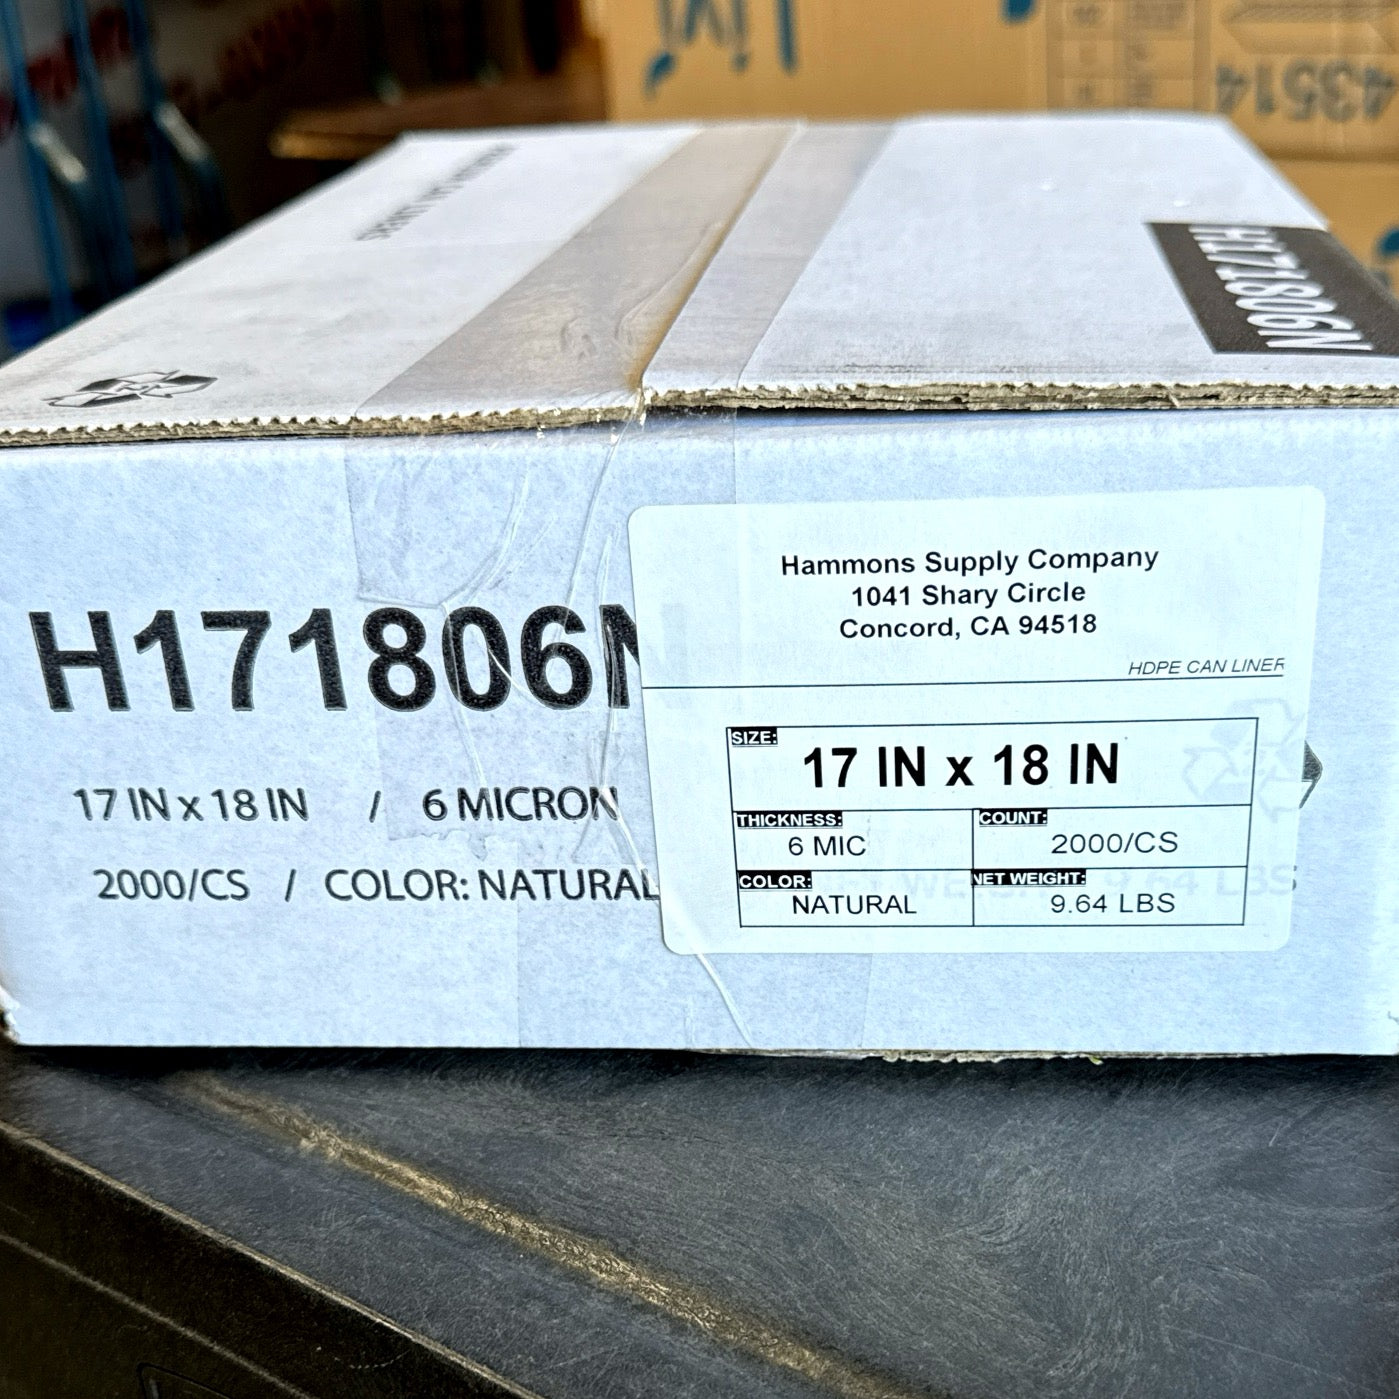 Livi
43514
H171806N
H171806N
17 IN x 18 IN / 6 MICRON
2000/CS / COLOR: NATURAL
Hammons Supply Company
1041 Shary Circle
Concord, CA 94518
HDPE CAN LINER
SIZE:
17 IN x 18 IN
THICKNESS:
6 MIC
COUNT:
2000/CS
COLOR:
NATURAL
NET WEIGHT:
9.64 LBS